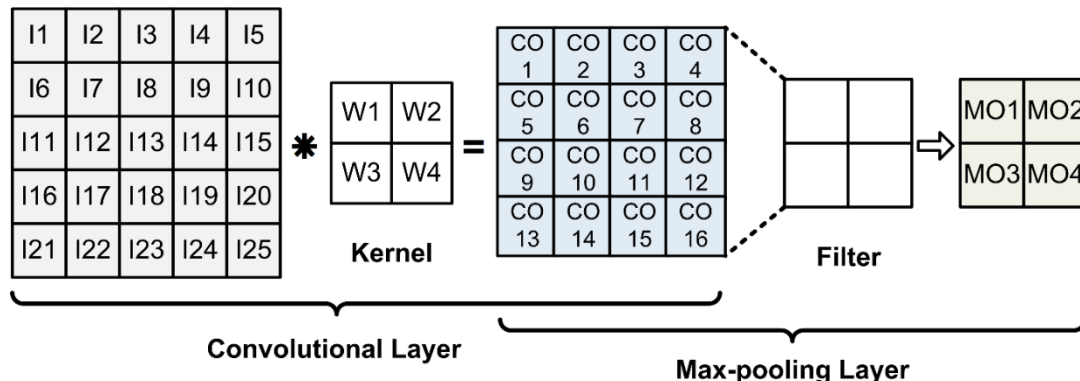 I1 I2 I3 I4 I5
I6 I7 I8 I9 I10
I11 I12 I13 I14 I15
I16 I17 I18 I19 I20
I21 I22 I23 I24 I25
*
W1 W2
W3 W4
Kernel
=
CO 1 CO 2 CO 3 CO 4
CO 5 CO 6 CO 7 CO 8
CO 9 CO 10 CO 11 CO 12
CO 13 CO 14 CO 15 CO 16
Filter
MO1 MO2
MO3 MO4
Convolutional Layer
Max-pooling Layer